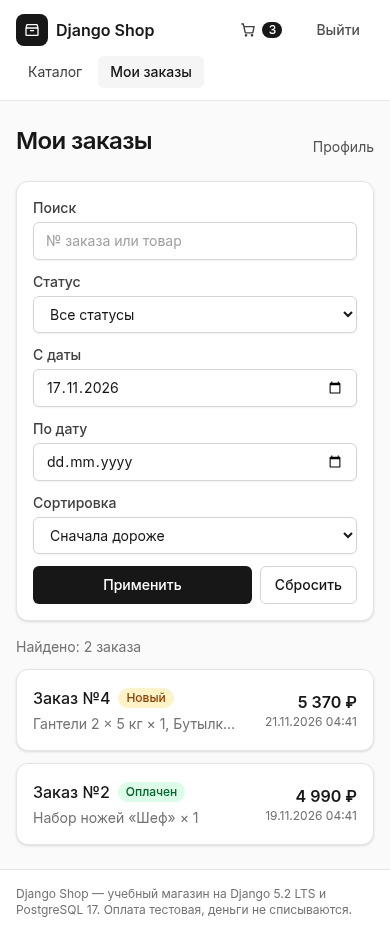 Django Shop
3
Выйти
Каталог
Мои заказы
Мои заказы
Профиль
Поиск
№ заказа или товар
Статус
Все статусы
С даты
17.11.2026
По дату
dd.mm.yyyy
Сортировка
Сначала дороже
Применить
Сбросить
Найдено: 2 заказа
Заказ №4
Новый
5 370 ₽
Гантели 2 × 5 кг × 1, Бутылк...
21.11.2026 04:41
Заказ №2
Оплачен
4 990 ₽
Набор ножей «Шеф» × 1
19.11.2026 04:41
Django Shop — учебный магазин на Django 5.2 LTS и
PostgreSQL 17. Оплата тестовая, деньги не списываются.